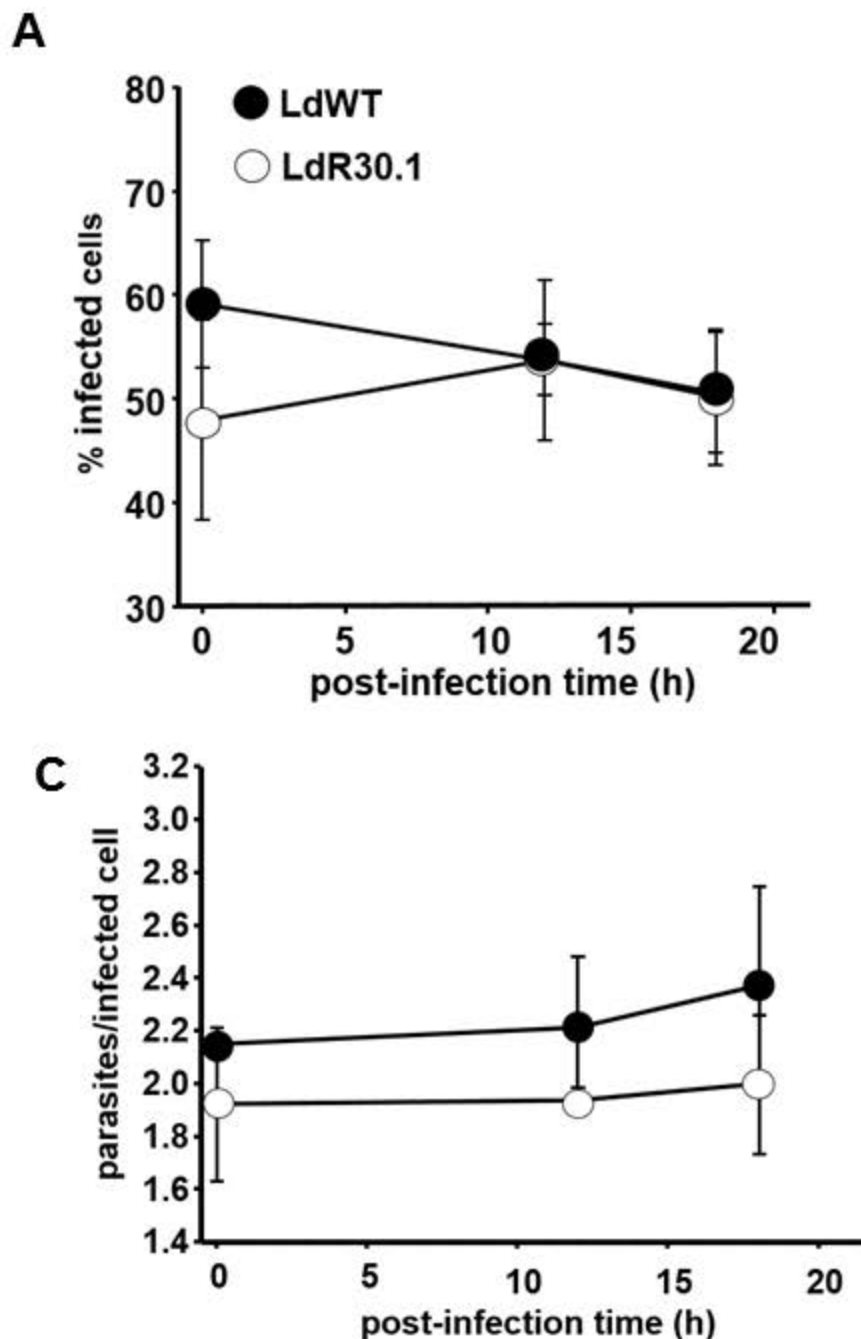 A
% infected cells
80
70
60
50
40
30
LdWT
LdR30.1
0 5 10 15 20
post-infection time (h)
C
parasites/infected cell
3.2
3.0
2.8
2.6
2.4
2.2
2.0
1.8
1.6
1.4
0 5 10 15 20
post-infection time (h)